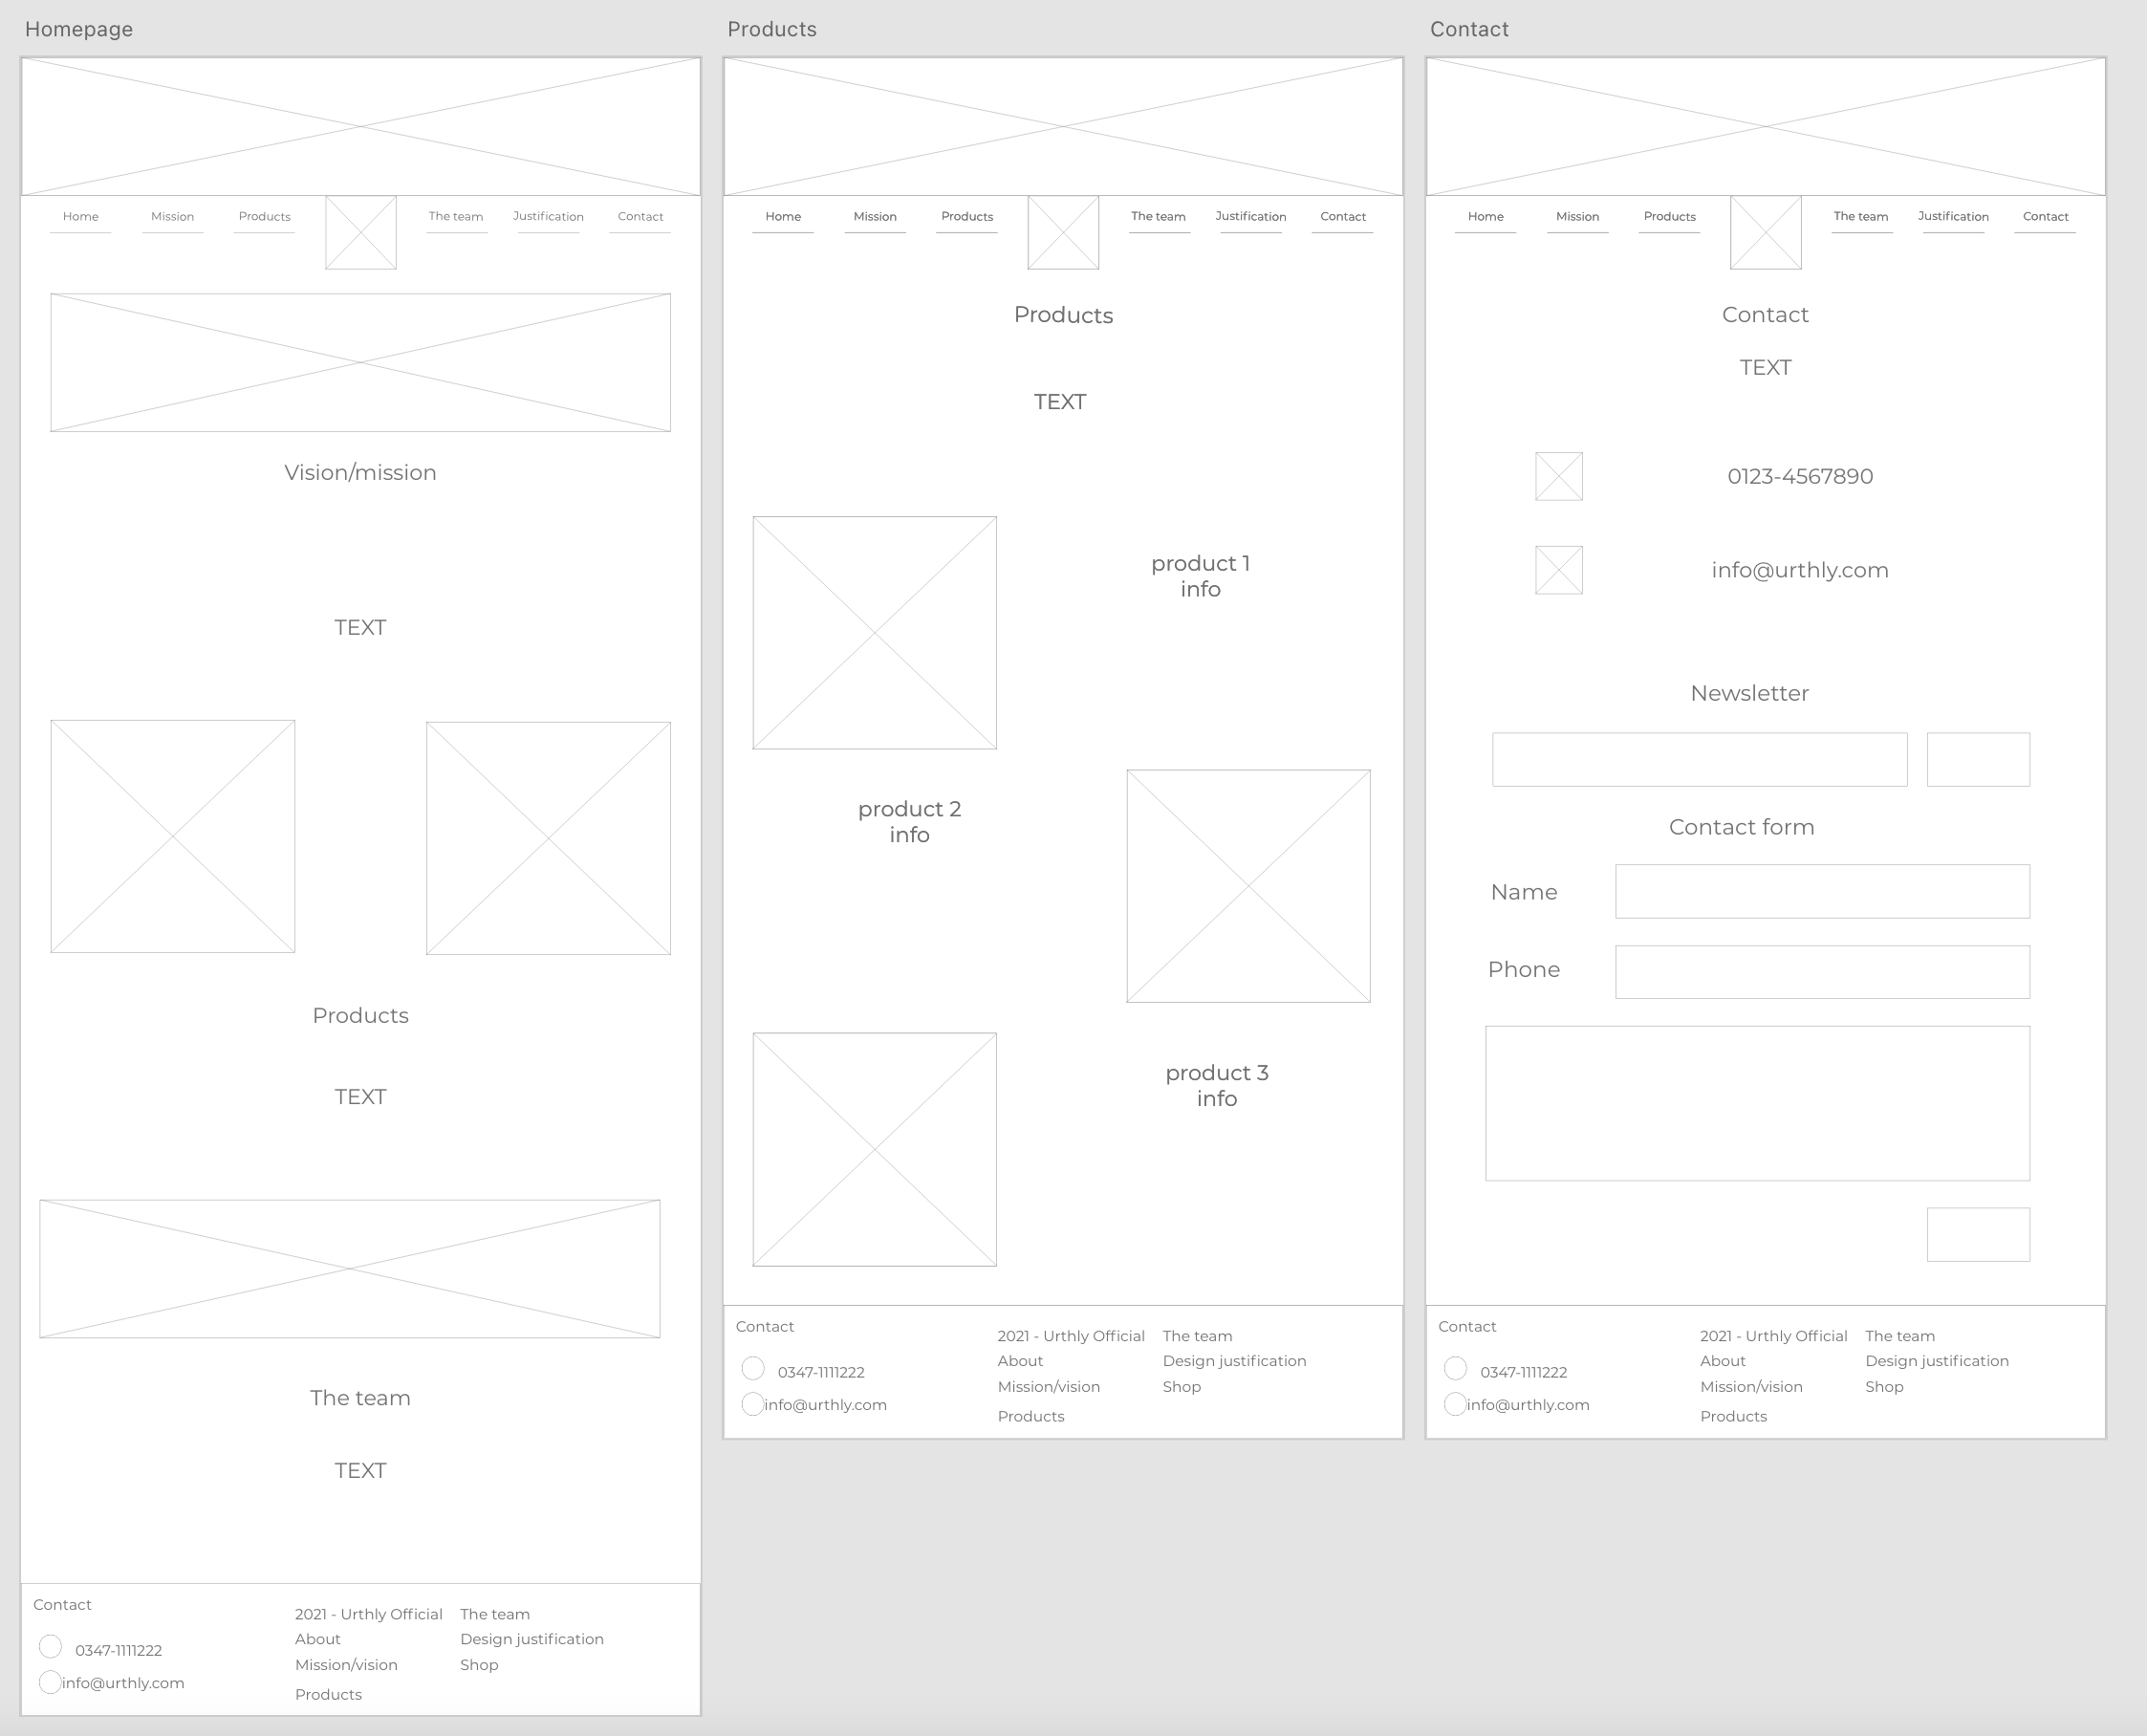 Homepage
Home
Mission
Products
The team
Justification
Contact
Vision/mission
TEXT
Products
TEXT
The team
TEXT
Contact
0347-1111222
info@urthly.com
2021 - Urthly Official
About
Mission/vision
Products
The team
Design justification
Shop
Products
Home
Mission
Products
The team
Justification
Contact
Products
TEXT
product 1
info
product 2
info
product 3
info
Contact
0347-1111222
info@urthly.com
2021 - Urthly Official
About
Mission/vision
Products
The team
Design justification
Shop
Contact
Home
Mission
Products
The team
Justification
Contact
Contact
TEXT
0123-4567890
info@urthly.com
Newsletter
Contact form
Name
Phone
Contact
0347-1111222
info@urthly.com
2021 - Urthly Official
About
Mission/vision
Products
The team
Design justification
Shop